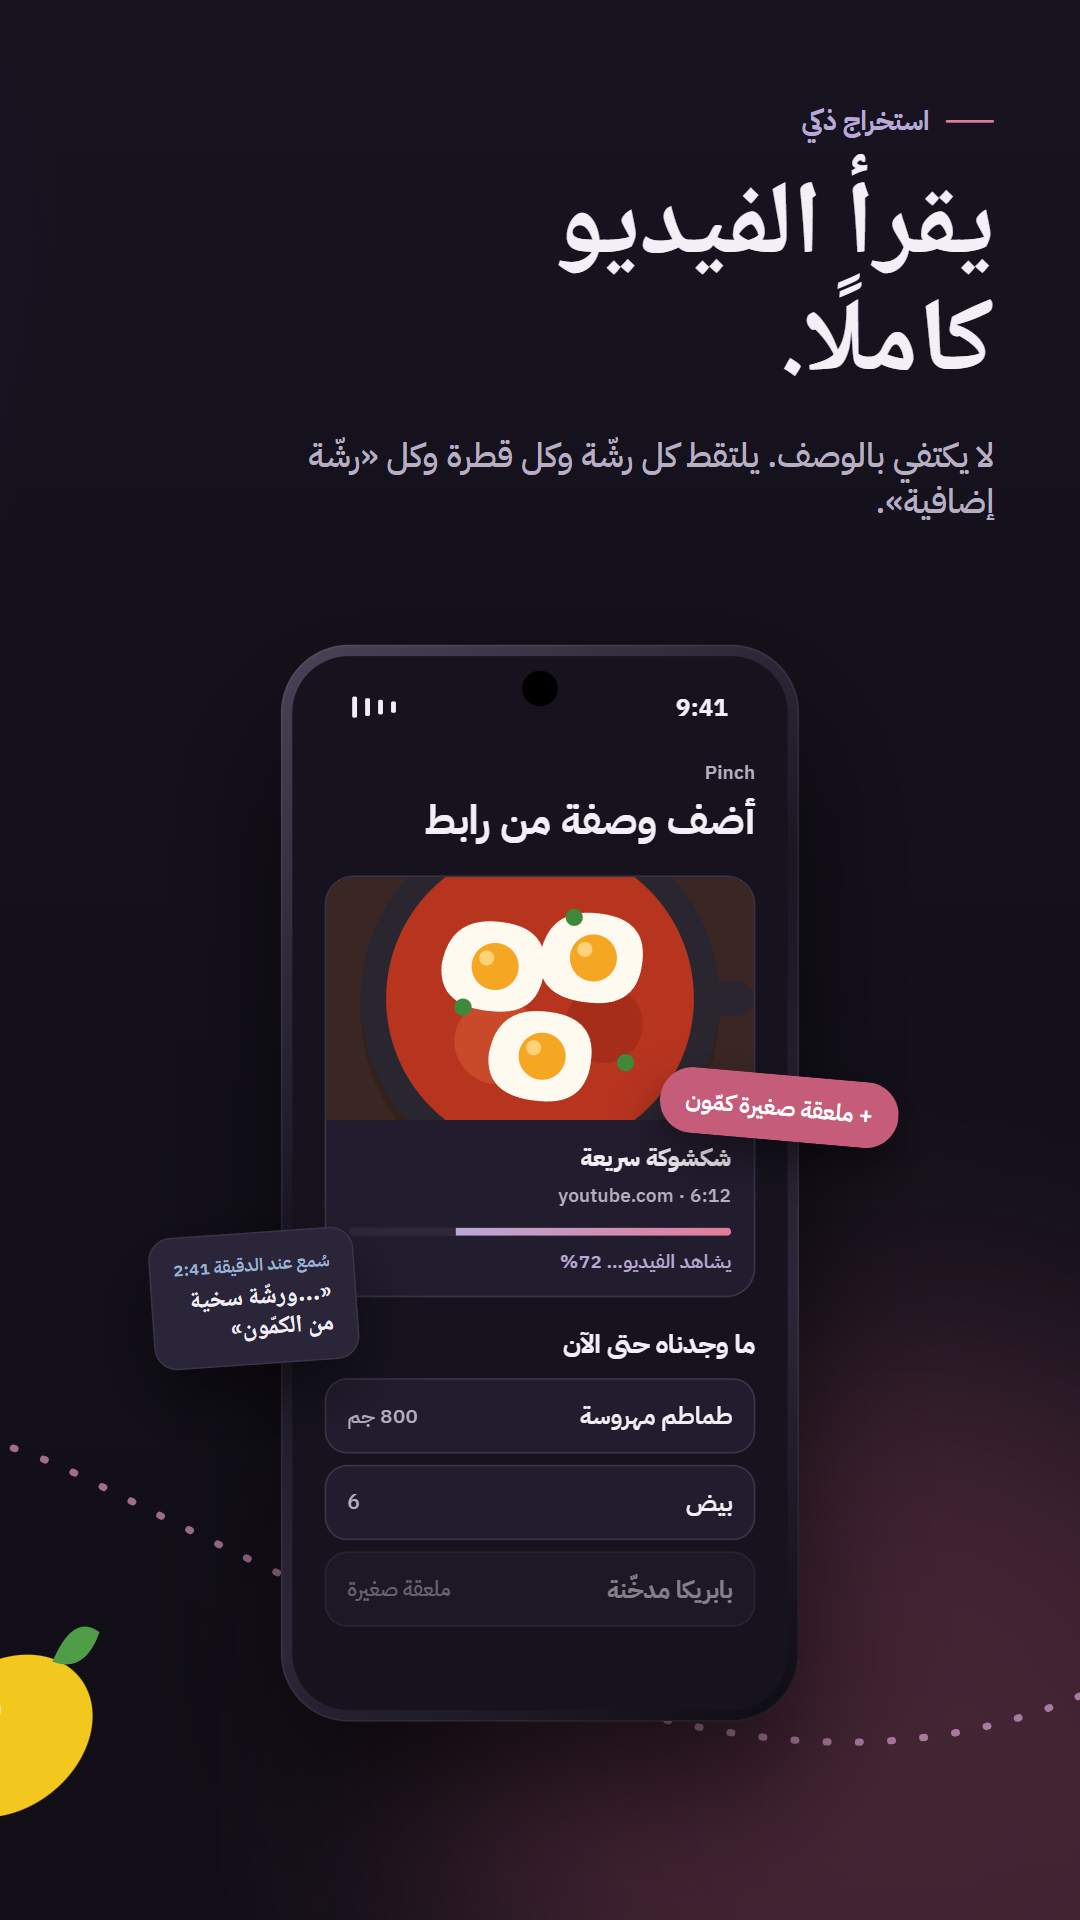 استخراج ذكي
يقرأ الفيديو
كاملًا.
لا يكتفي بالوصف. يلتقط كل رشّة وكل قطرة وكل «رشّة
إضافية».
9:41
Pinch
أضف وصفة من رابط
+ ملعقة صغيرة كمّون
شكشوكة سريعة
youtube.com · 6:12
يشاهد الفيديو... 72%
سُمع عند الدقيقة 2:41
«...ورشّة سخية
من الكمّون»
ما وجدناه حتى الآن
طماطم مهروسة 800 جم
بيض 6
بابريكا مدخّنة ملعقة صغيرة